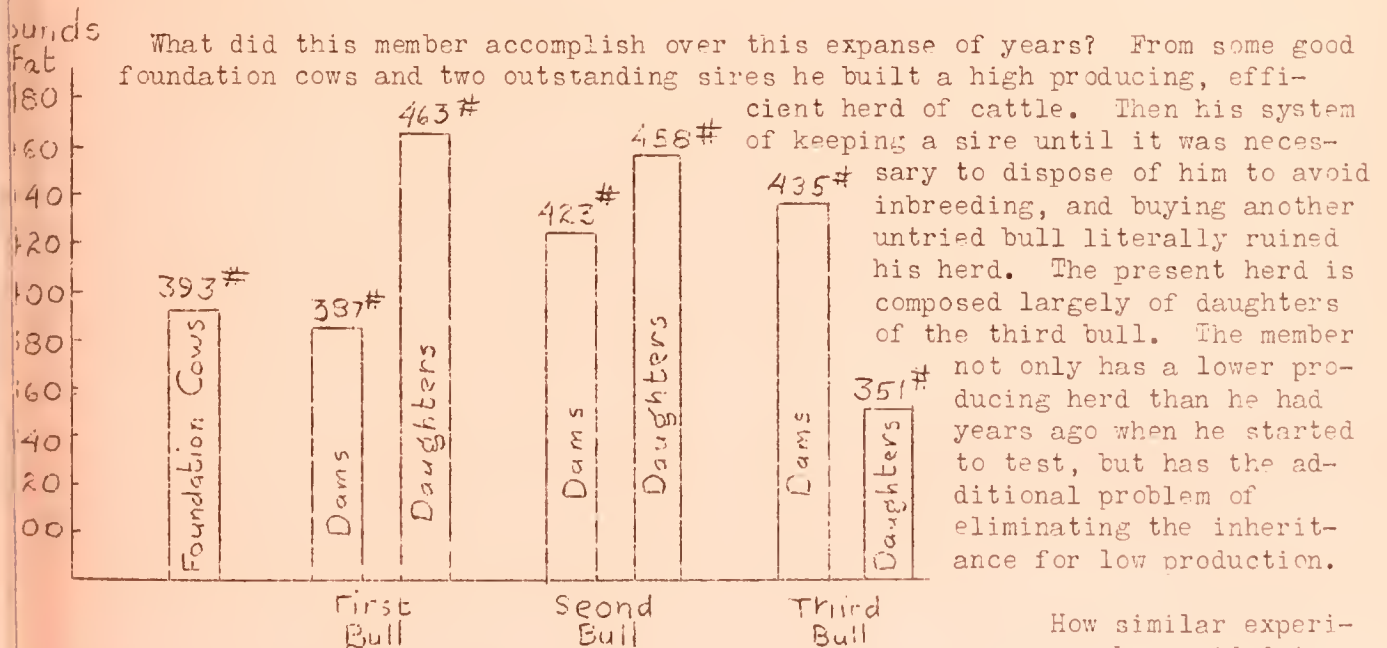 What did this member accomplish over this expanse of years? From some good
foundation cows and two outstanding sires he built a high producing, effi-
cient herd of cattle. Then his system
of keeping a sire until it was neces-
sary to dispose of him to avoid
inbreeding, and buying another
untried bull literally ruined
his herd. The present herd is
composed largely of daughters
of the third bull. The member
not only has a lower pro-
ducing herd than he had
years ago when he started
to test, but has the ad-
ditional problem of
eliminating the inherit-
ance for low production.
How similar experi-
ounds
Fat
80
60
40
20
00
80
60
40
20
00
393#
Foundation Cows
387#
Dams
463#
Daughters
First
Bull
423#
Dams
458#
Daughters
Seond
Bull
435#
Dams
351#
Daughters
Third
Bull